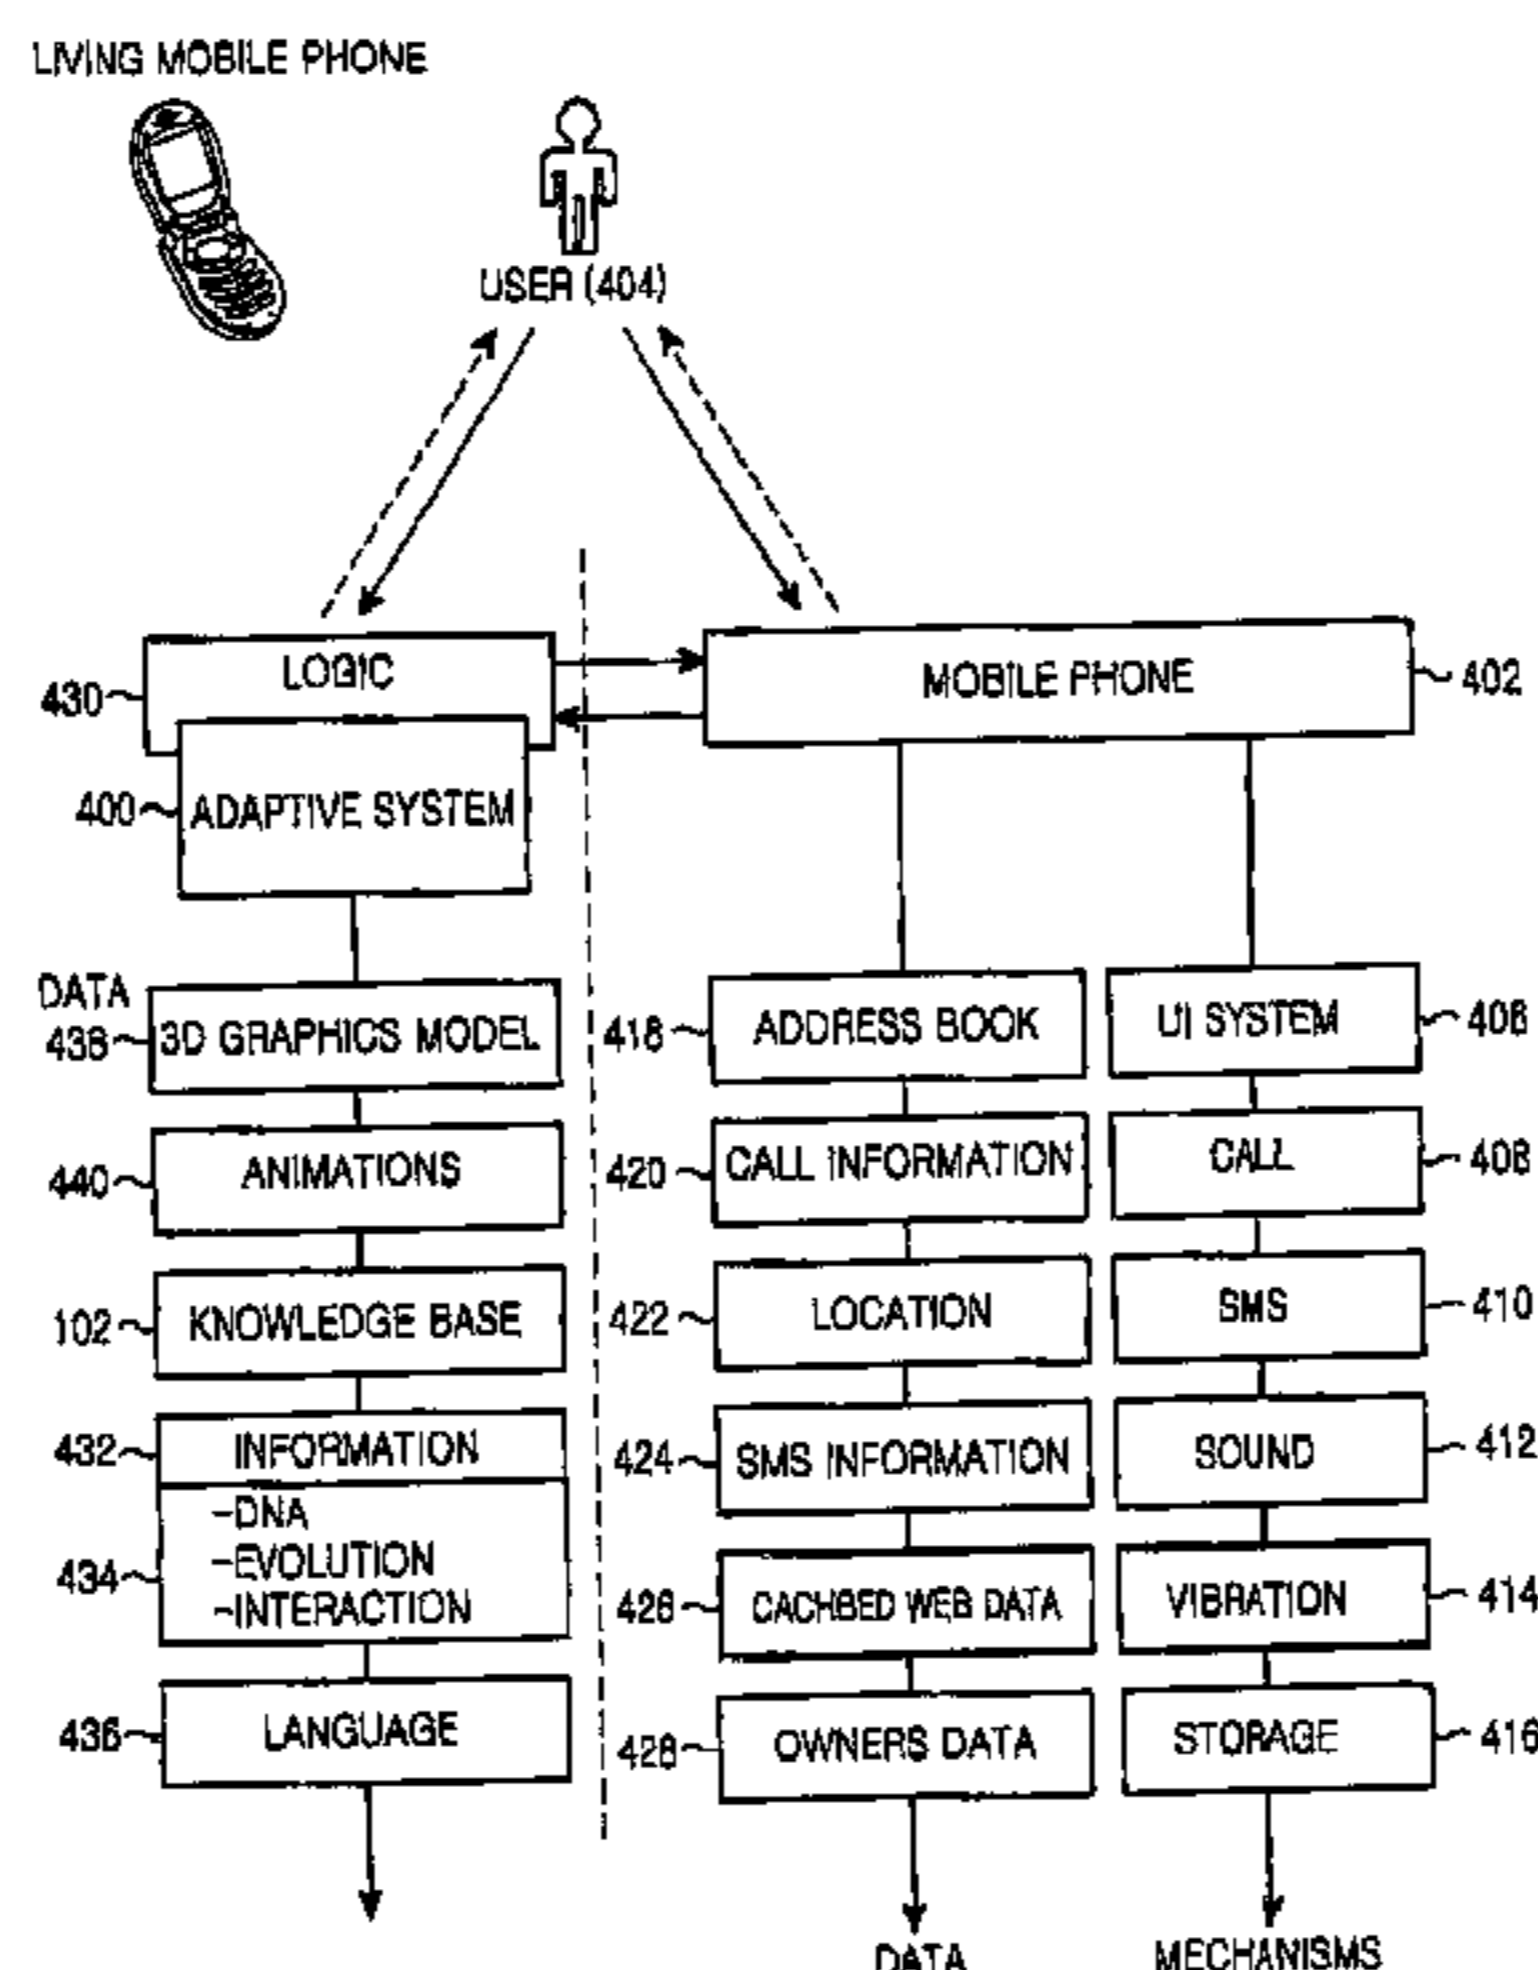 LIVING MOBILE PHONE
USER (404)
LOGIC
430
MOBILE PHONE
402
400
ADAPTIVE SYSTEM
DATA
438
3D GRAPHICS MODEL
418
ADDRESS BOOK
UI SYSTEM
406
440
ANIMATIONS
420
CALL INFORMATION
CALL
408
102
KNOWLEDGE BASE
422
LOCATION
SMS
410
432
INFORMATION
424
SMS INFORMATION
SOUND
412
-DNA
-EVOLUTION
-INTERACTION
434
426
CACHBED WEB DATA
VIBRATION
414
436
LANGUAGE
428
OWNERS DATA
STORAGE
416
DATA
MECHANISMS